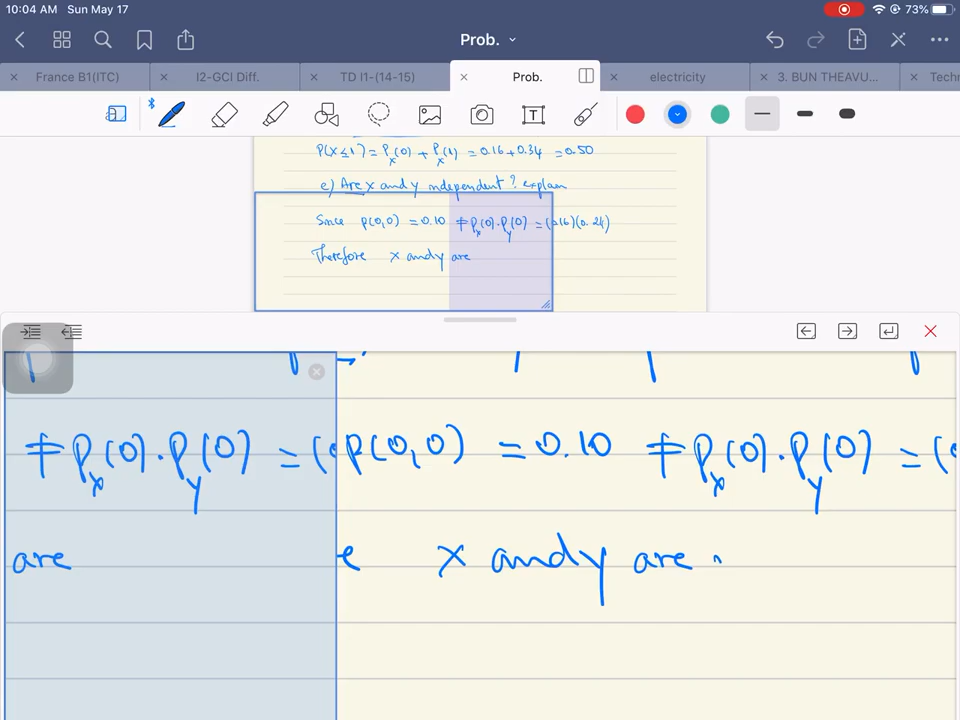 10:04 AM Sun May 17
73%
Prob.
France B1(ITC)
I2-GCI Diff.
TD I1-(14-15)
Prob.
electricity
3. BUN THEAVU...
Techn
P(X≤1) = Px(0) + Px(1) = 0.16 + 0.34 = 0.50
e) Are x and y independent? explain
Since p(0,0) = 0.10 ≠ Px(0).Py(0) = (0.16)(0.24)
Therefore x and y are
≠ Px(0).Py(0) = (
p(0,0) = 0.10 ≠ Px(0).Py(0) = (
are
e x and y are